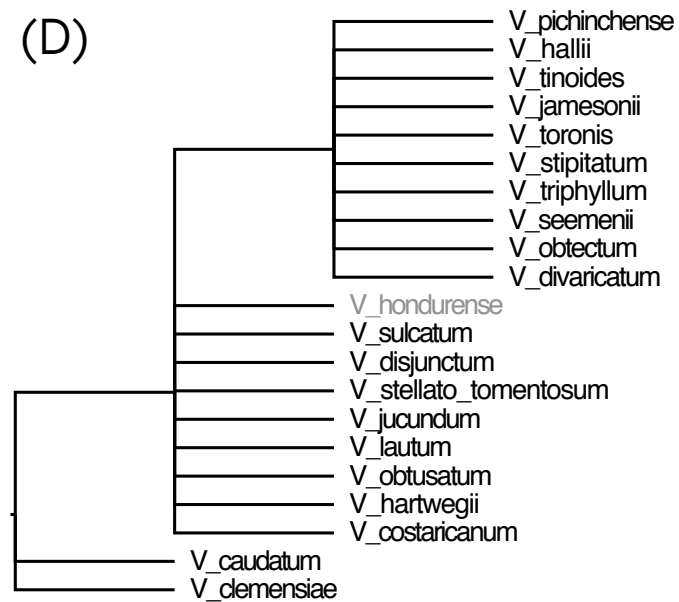 (D)
V_pichinchense
V_hallii
V_tinoides
V_jamesonii
V_toronis
V_stipitatum
V_triphyllum
V_seemenii
V_obtectum
V_divaricatum
V_hondurense
V_sulcatum
V_disjunctum
V_stellato_tomentosum
V_jucundum
V_lautum
V_obtusatum
V_hartwegii
V_costaricanum
V_caudatum
V_clemensiae